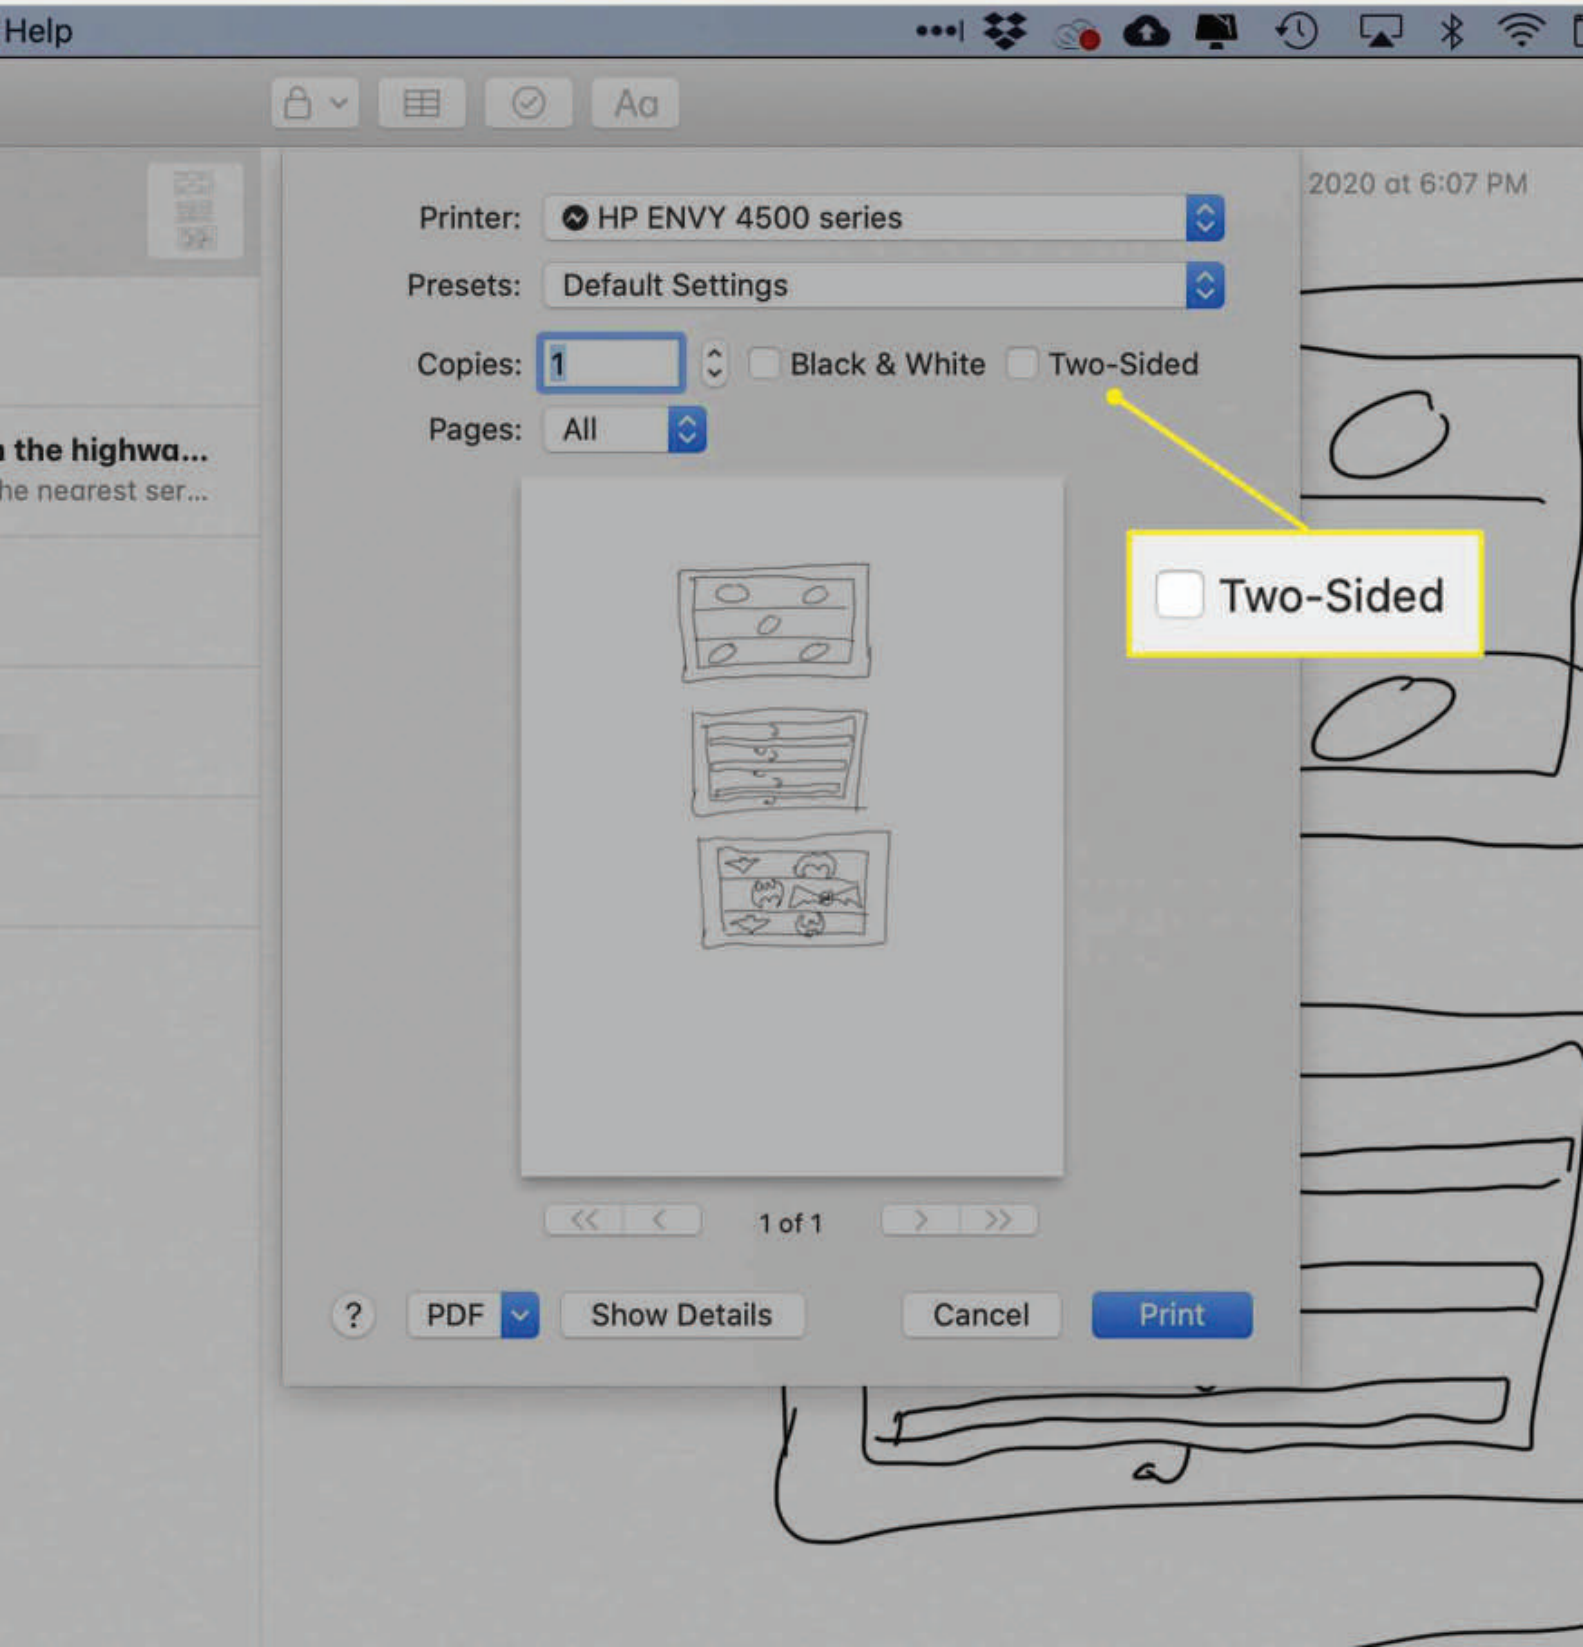 Help
Aa
2020 at 6:07 PM
Printer: HP ENVY 4500 series
Presets: Default Settings
Copies: 1 Black & White Two-Sided
Pages: All
the highwa...
he nearest ser...
Two-Sided
<< < 1 of 1 > >>
? PDF Show Details Cancel Print